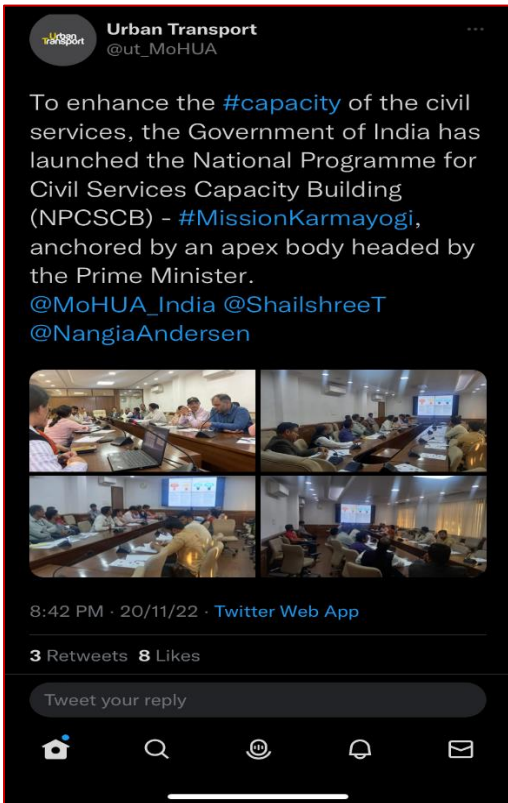 Urban
Transport
Urban Transport
@ut_MoHUA
To enhance the #capacity of the civil
services, the Government of India has
launched the National Programme for
Civil Services Capacity Building
(NPCSCB) - #MissionKarmayogi,
anchored by an apex body headed by
the Prime Minister.
@MoHUA_India @ShailshreeT
@NangiaAndersen
8:42 PM · 20/11/22 · Twitter Web App
3 Retweets 8 Likes
Tweet your reply